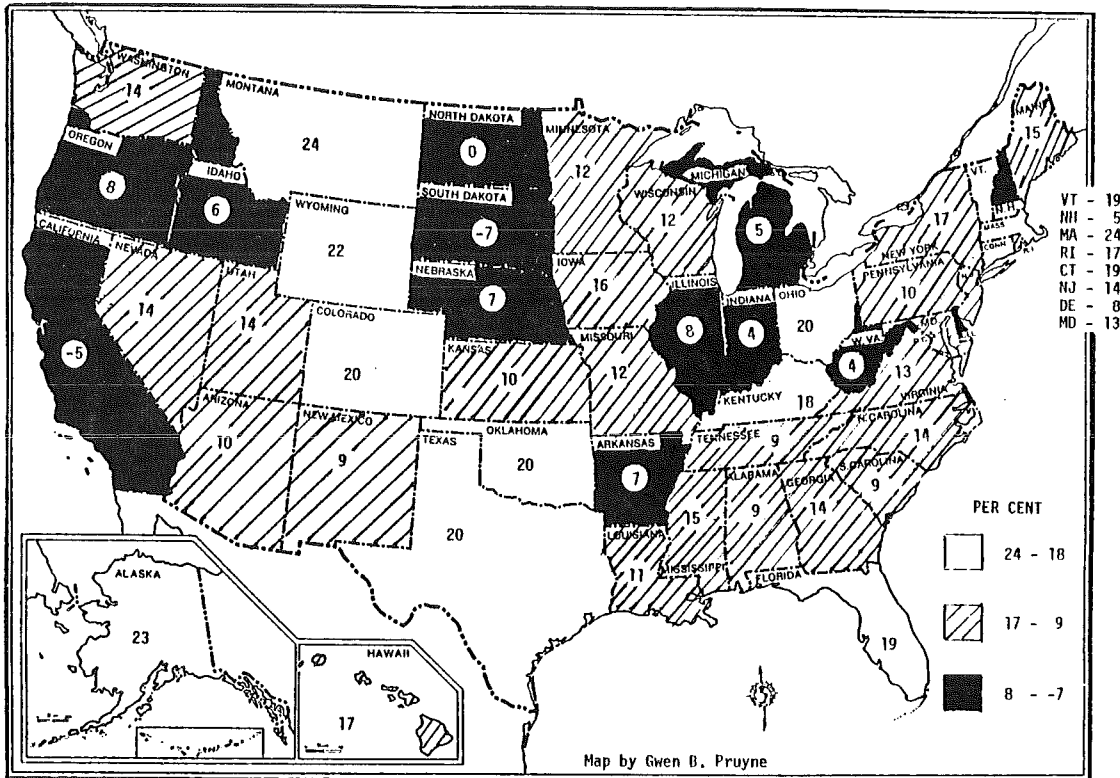 WASHINGTON
14
MONTANA
24
NORTH DAKOTA
0
MINNESOTA
12
MAINE
15
OREGON
8
IDAHO
6
WYOMING
22
SOUTH DAKOTA
-7
WISCONSIN
12
MICHIGAN
5
VT.
N.H.
MASS
CONN
R.I.
NEW YORK
17
VT - 19
NH - 5
MA - 24
RI - 17
CT - 19
NJ - 14
DE - 8
MD - 13
CALIFORNIA
-5
NEVADA
14
UTAH
14
COLORADO
20
NEBRASKA
7
IOWA
16
ILLINOIS
8
INDIANA
4
OHIO
20
PENNSYLVANIA
10
N.J.
MD.
DEL
D.C.
W.VA.
4
VIRGINIA
13
KANSAS
10
MISSOURI
12
KENTUCKY
18
ARIZONA
10
NEW MEXICO
9
TEXAS
20
OKLAHOMA
20
ARKANSAS
7
TENNESSEE
9
N.CAROLINA
14
S.CAROLINA
9
LOUISIANA
11
MISSISSIPPI
15
ALABAMA
9
GEORGIA
14
FLORIDA
19
ALASKA
23
HAWAII
17
PER CENT
24 - 18
17 - 9
8 - -7
Map by Gwen B. Pruyne